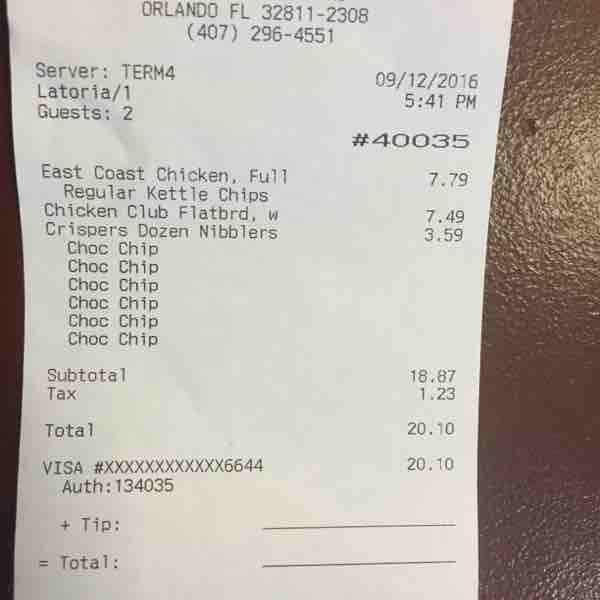 ORLANDO FL 32811-2308
(407) 296-4551
Server: TERM4
09/12/2016
Latoria/1
5:41 PM
Guests: 2
#40035
East Coast Chicken, Full 7.79
Regular Kettle Chips
Chicken Club Flatbrd, w 7.49
Crispers Dozen Nibblers 3.59
Choc Chip
Choc Chip
Choc Chip
Choc Chip
Choc Chip
Choc Chip
Subtotal 18.87
Tax 1.23
Total 20.10
VISA #XXXXXXXXXXXX6644 20.10
Auth:134035
+ Tip:
= Total: